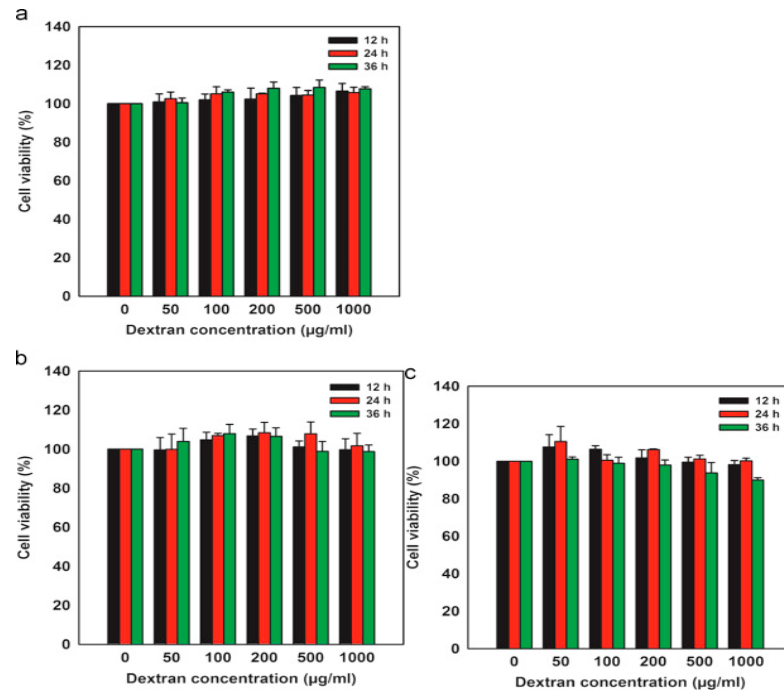 a
140
120
100
80
60
40
20
0
Cell viability (%)
12 h
24 h
36 h
0 50 100 200 500 1000
Dextran concentration (µg/ml)
b
140
120
100
80
60
40
20
0
Cell viability (%)
12 h
24 h
36 h
0 50 100 200 500 1000
Dextran concentration (µg/ml)
c
140
120
100
80
60
40
20
0
Cell viability (%)
12 h
24 h
36 h
0 50 100 200 500 1000
Dextran concentration (µg/ml)